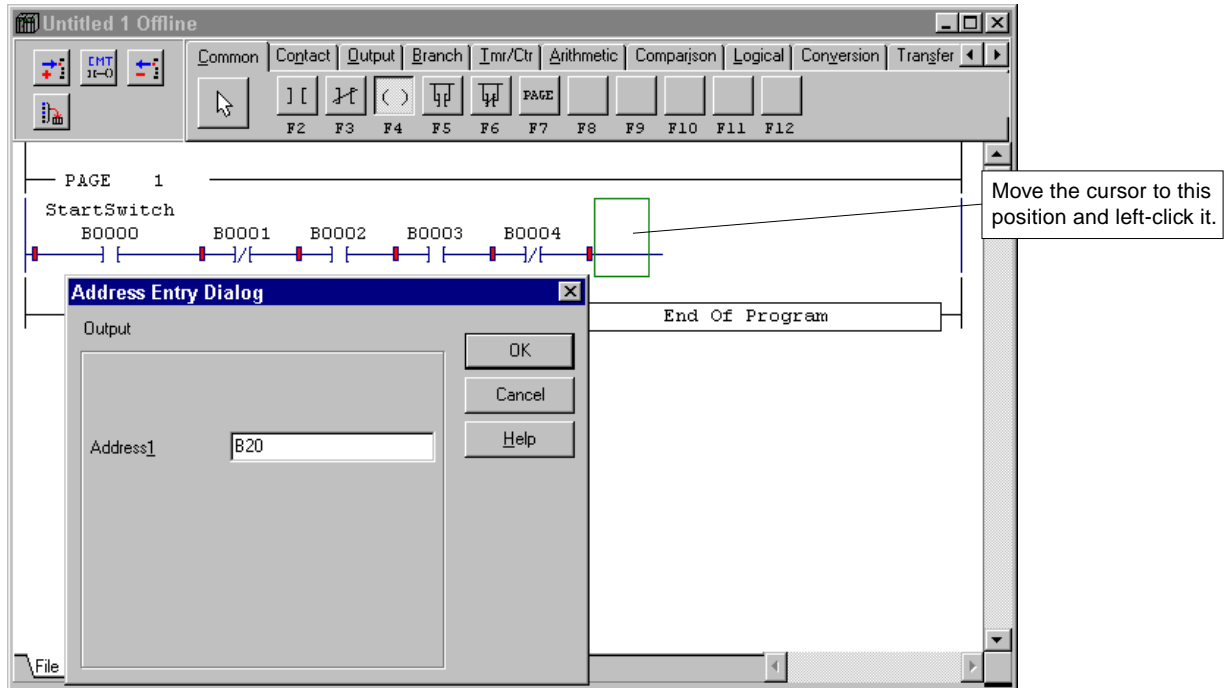 Untitled 1 Offline
CMT
Common Contact Output Branch Tmr/Ctr Arithmetic Comparison Logical Conversion Transfer
PAGE
F2 F3 F4 F5 F6 F7 F8 F9 F10 F11 F12
PAGE 1
Move the cursor to this
position and left-click it.
StartSwitch
B0000 B0001 B0002 B0003 B0004
Address Entry Dialog
End Of Program
Output
OK
Cancel
Address1 B20
Help
File